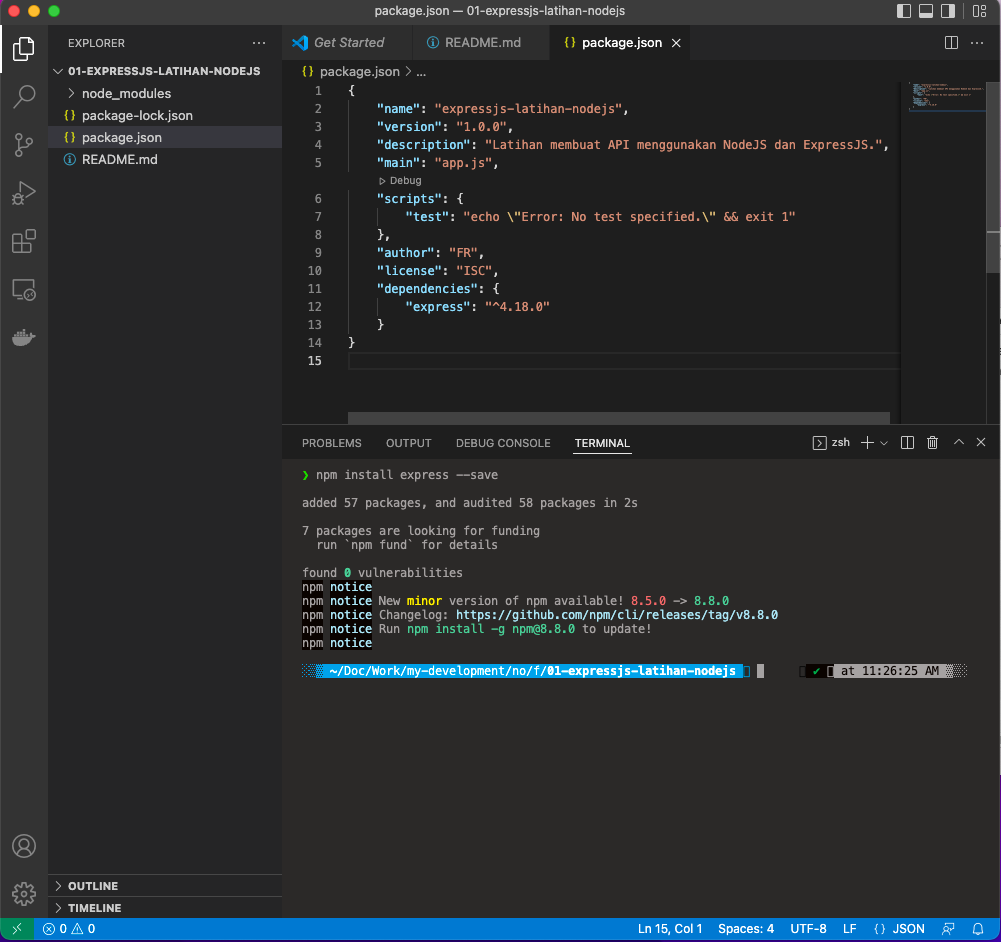 package.json — 01-expressjs-latihan-nodejs
EXPLORER
01-EXPRESSJS-LATIHAN-NODEJS
node_modules
{} package-lock.json
{} package.json
README.md
OUTLINE
TIMELINE
Get Started
README.md
{} package.json
{} package.json > ...
1 {
2 "name": "expressjs-latihan-nodejs",
3 "version": "1.0.0",
4 "description": "Latihan membuat API menggunakan NodeJS dan ExpressJS.",
5 "main": "app.js",
Debug
6 "scripts": {
7 "test": "echo \"Error: No test specified.\" && exit 1"
8 },
9 "author": "FR",
10 "license": "ISC",
11 "dependencies": {
12 "express": "^4.18.0"
13 }
14 }
15
PROBLEMS OUTPUT DEBUG CONSOLE TERMINAL
zsh
❯ npm install express --save
added 57 packages, and audited 58 packages in 2s
7 packages are looking for funding
run `npm fund` for details
found 0 vulnerabilities
npm notice
npm notice New minor version of npm available! 8.5.0 -> 8.8.0
npm notice Changelog: https://github.com/npm/cli/releases/tag/v8.8.0
npm notice Run npm install -g npm@8.8.0 to update!
npm notice
~/Doc/Work/my-development/no/f/01-expressjs-latihan-nodejs ✔ at 11:26:25 AM
0 0 Ln 15, Col 1 Spaces: 4 UTF-8 LF {} JSON